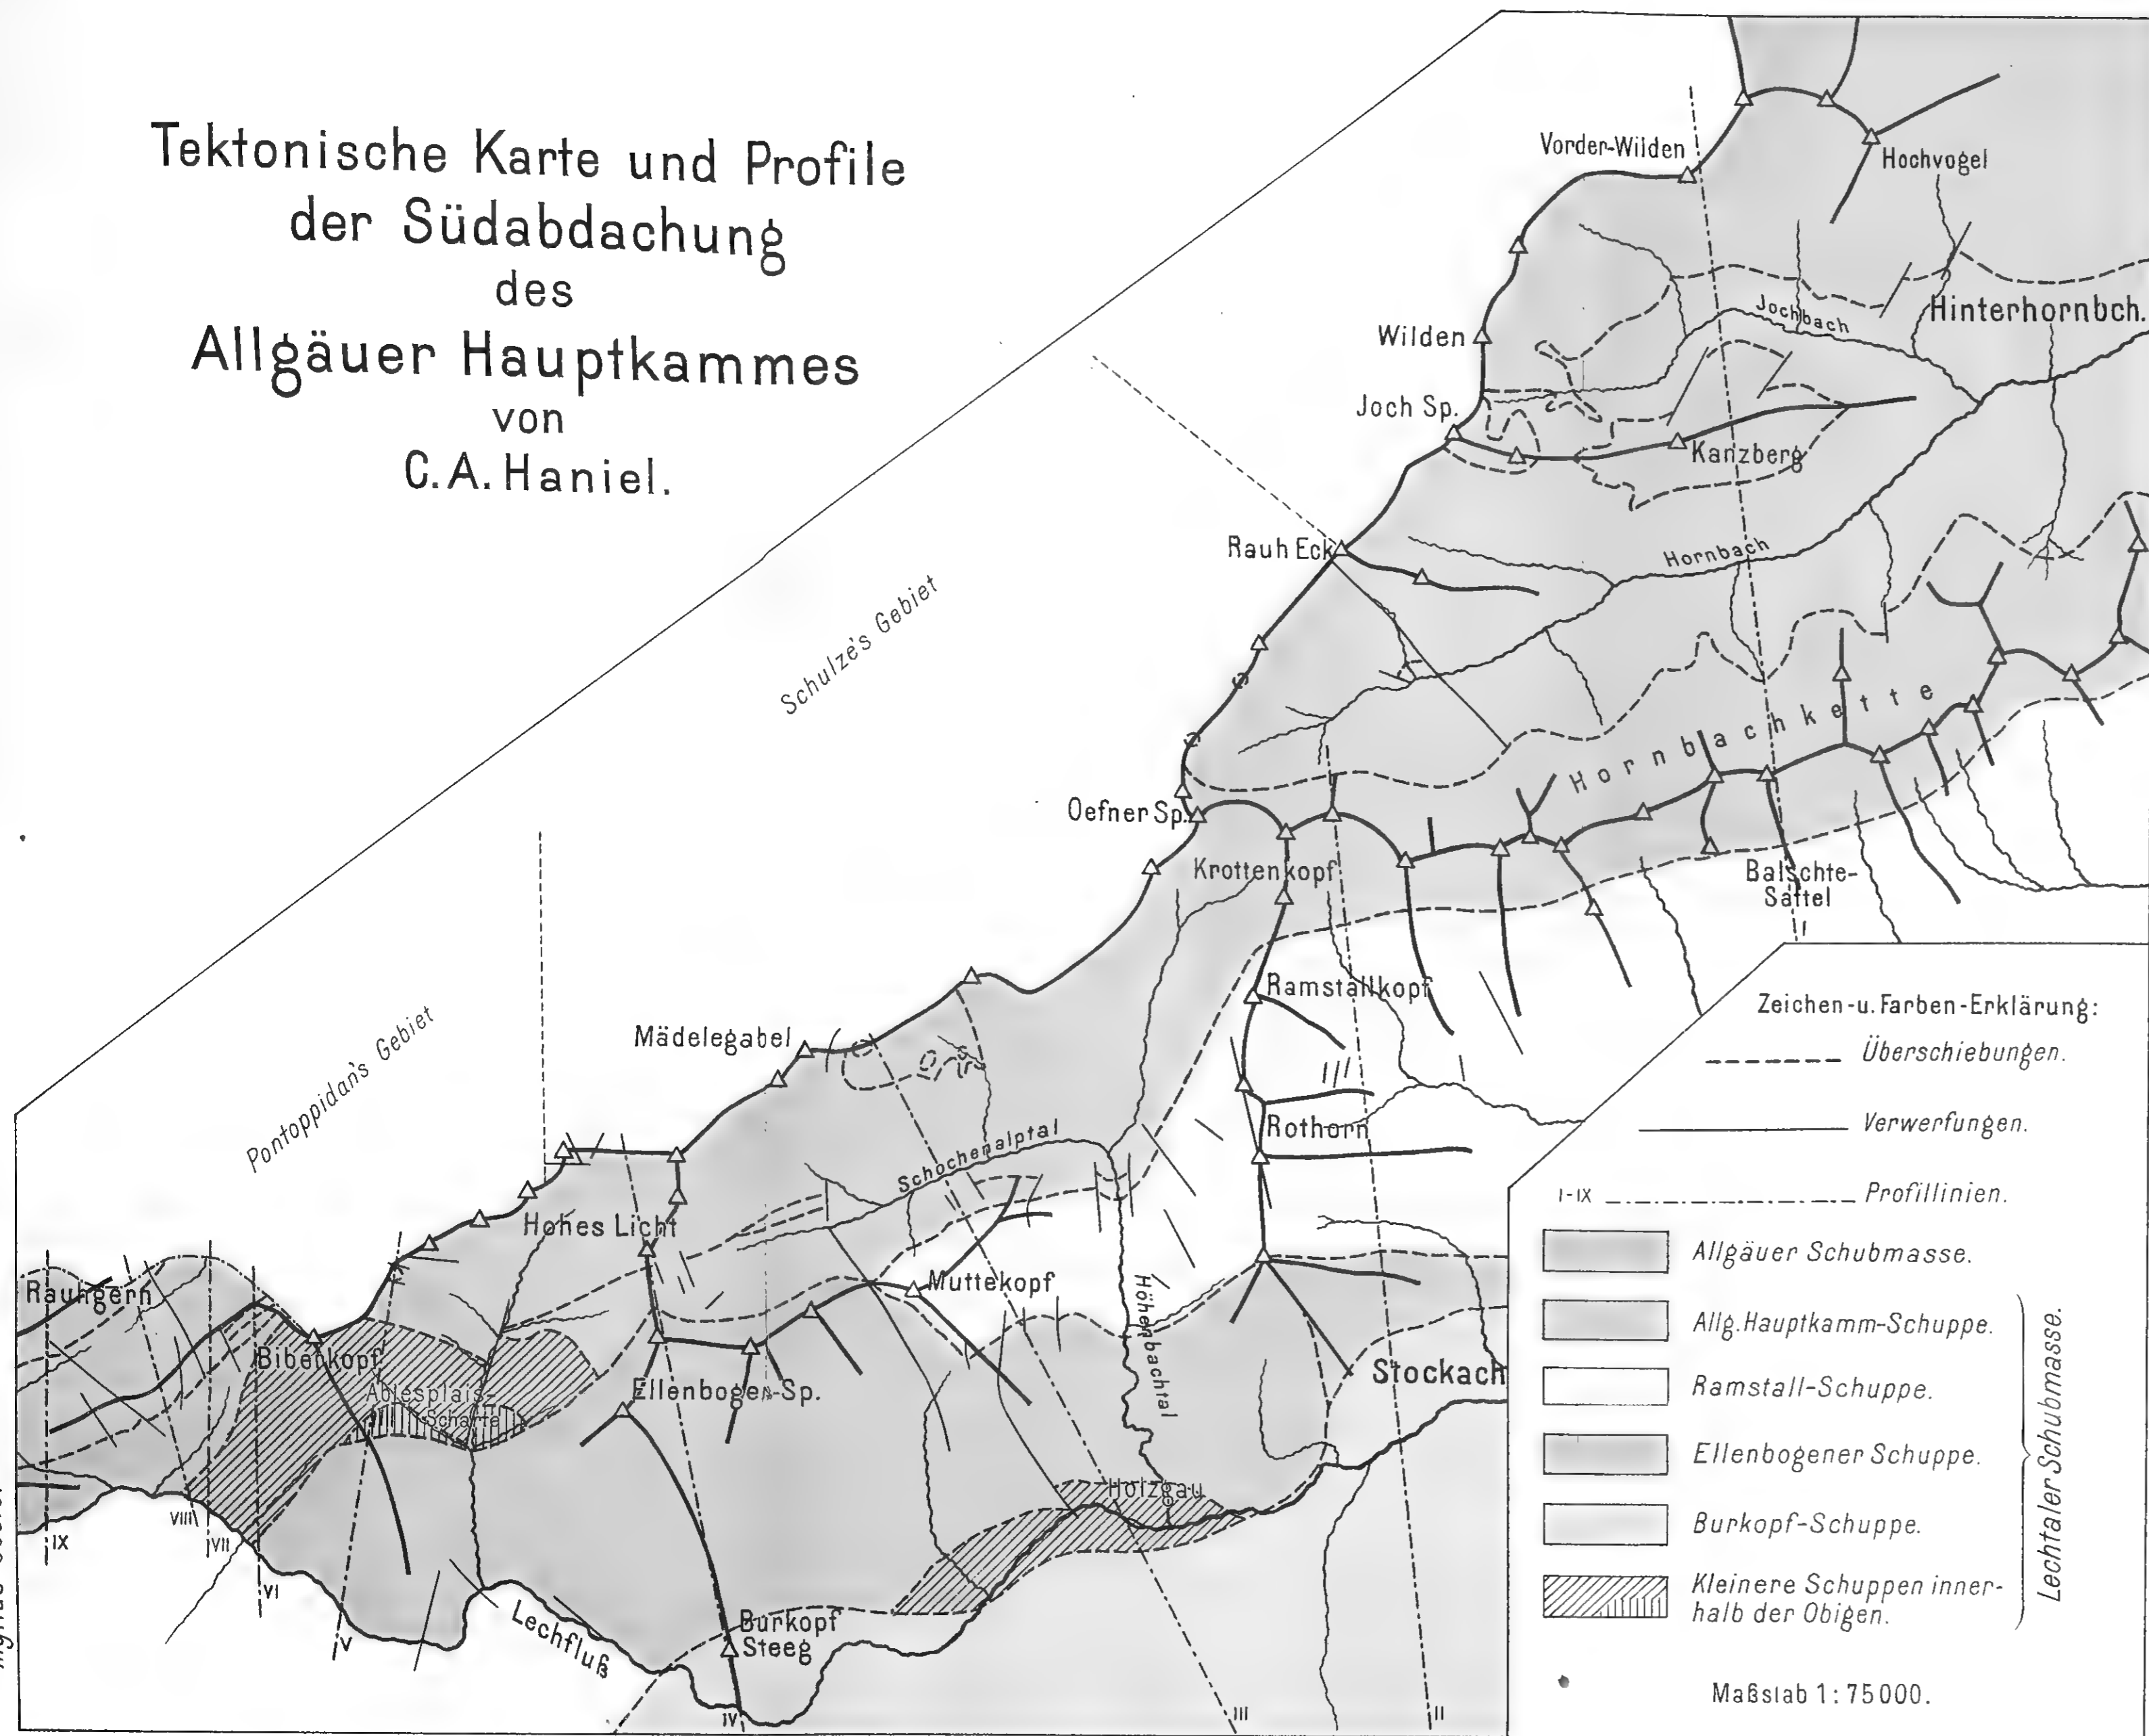 Tektonische Karte und Profile
der Südabdachung
des
Allgäuer Hauptkammes
von
C. A. Haniel.
Vorder-Wilden
Hochvogel
Wilden
Jochbach
Hinterhornbch.
Joch Sp.
Kanzberg
Rauh Eck
Hornbach
Schulze's Gebiet
Hornbachkette
Oefner Sp.
Krottenkopf
Balschte-
Sattel
I
Ramstallkopf
Mädelegabel
Pontoppidan's Gebiet
Rothorn
Schochenalptal
Hohes Licht
Muttekopf
Höhenbachtal
Rauhgern
Biberkopf
Ablesplais-
Scharte
Ellenbogen-Sp.
Stockach
Holzgau
IX
VIII
VII
VI
V
Lechfluß
Burkopf
Steeg
IV
III
II
Zeichen-u. Farben-Erklärung:
Überschiebungen.
Verwerfungen.
I-IX Profillinien.
Allgäuer Schubmasse.
Allg. Hauptkamm-Schuppe.
Ramstall-Schuppe.
Ellenbogener Schuppe.
Burkopf-Schuppe.
Kleinere Schuppen inner-
halb der Obigen.
Lechtaler Schubmasse.
Maßstab 1:75000.